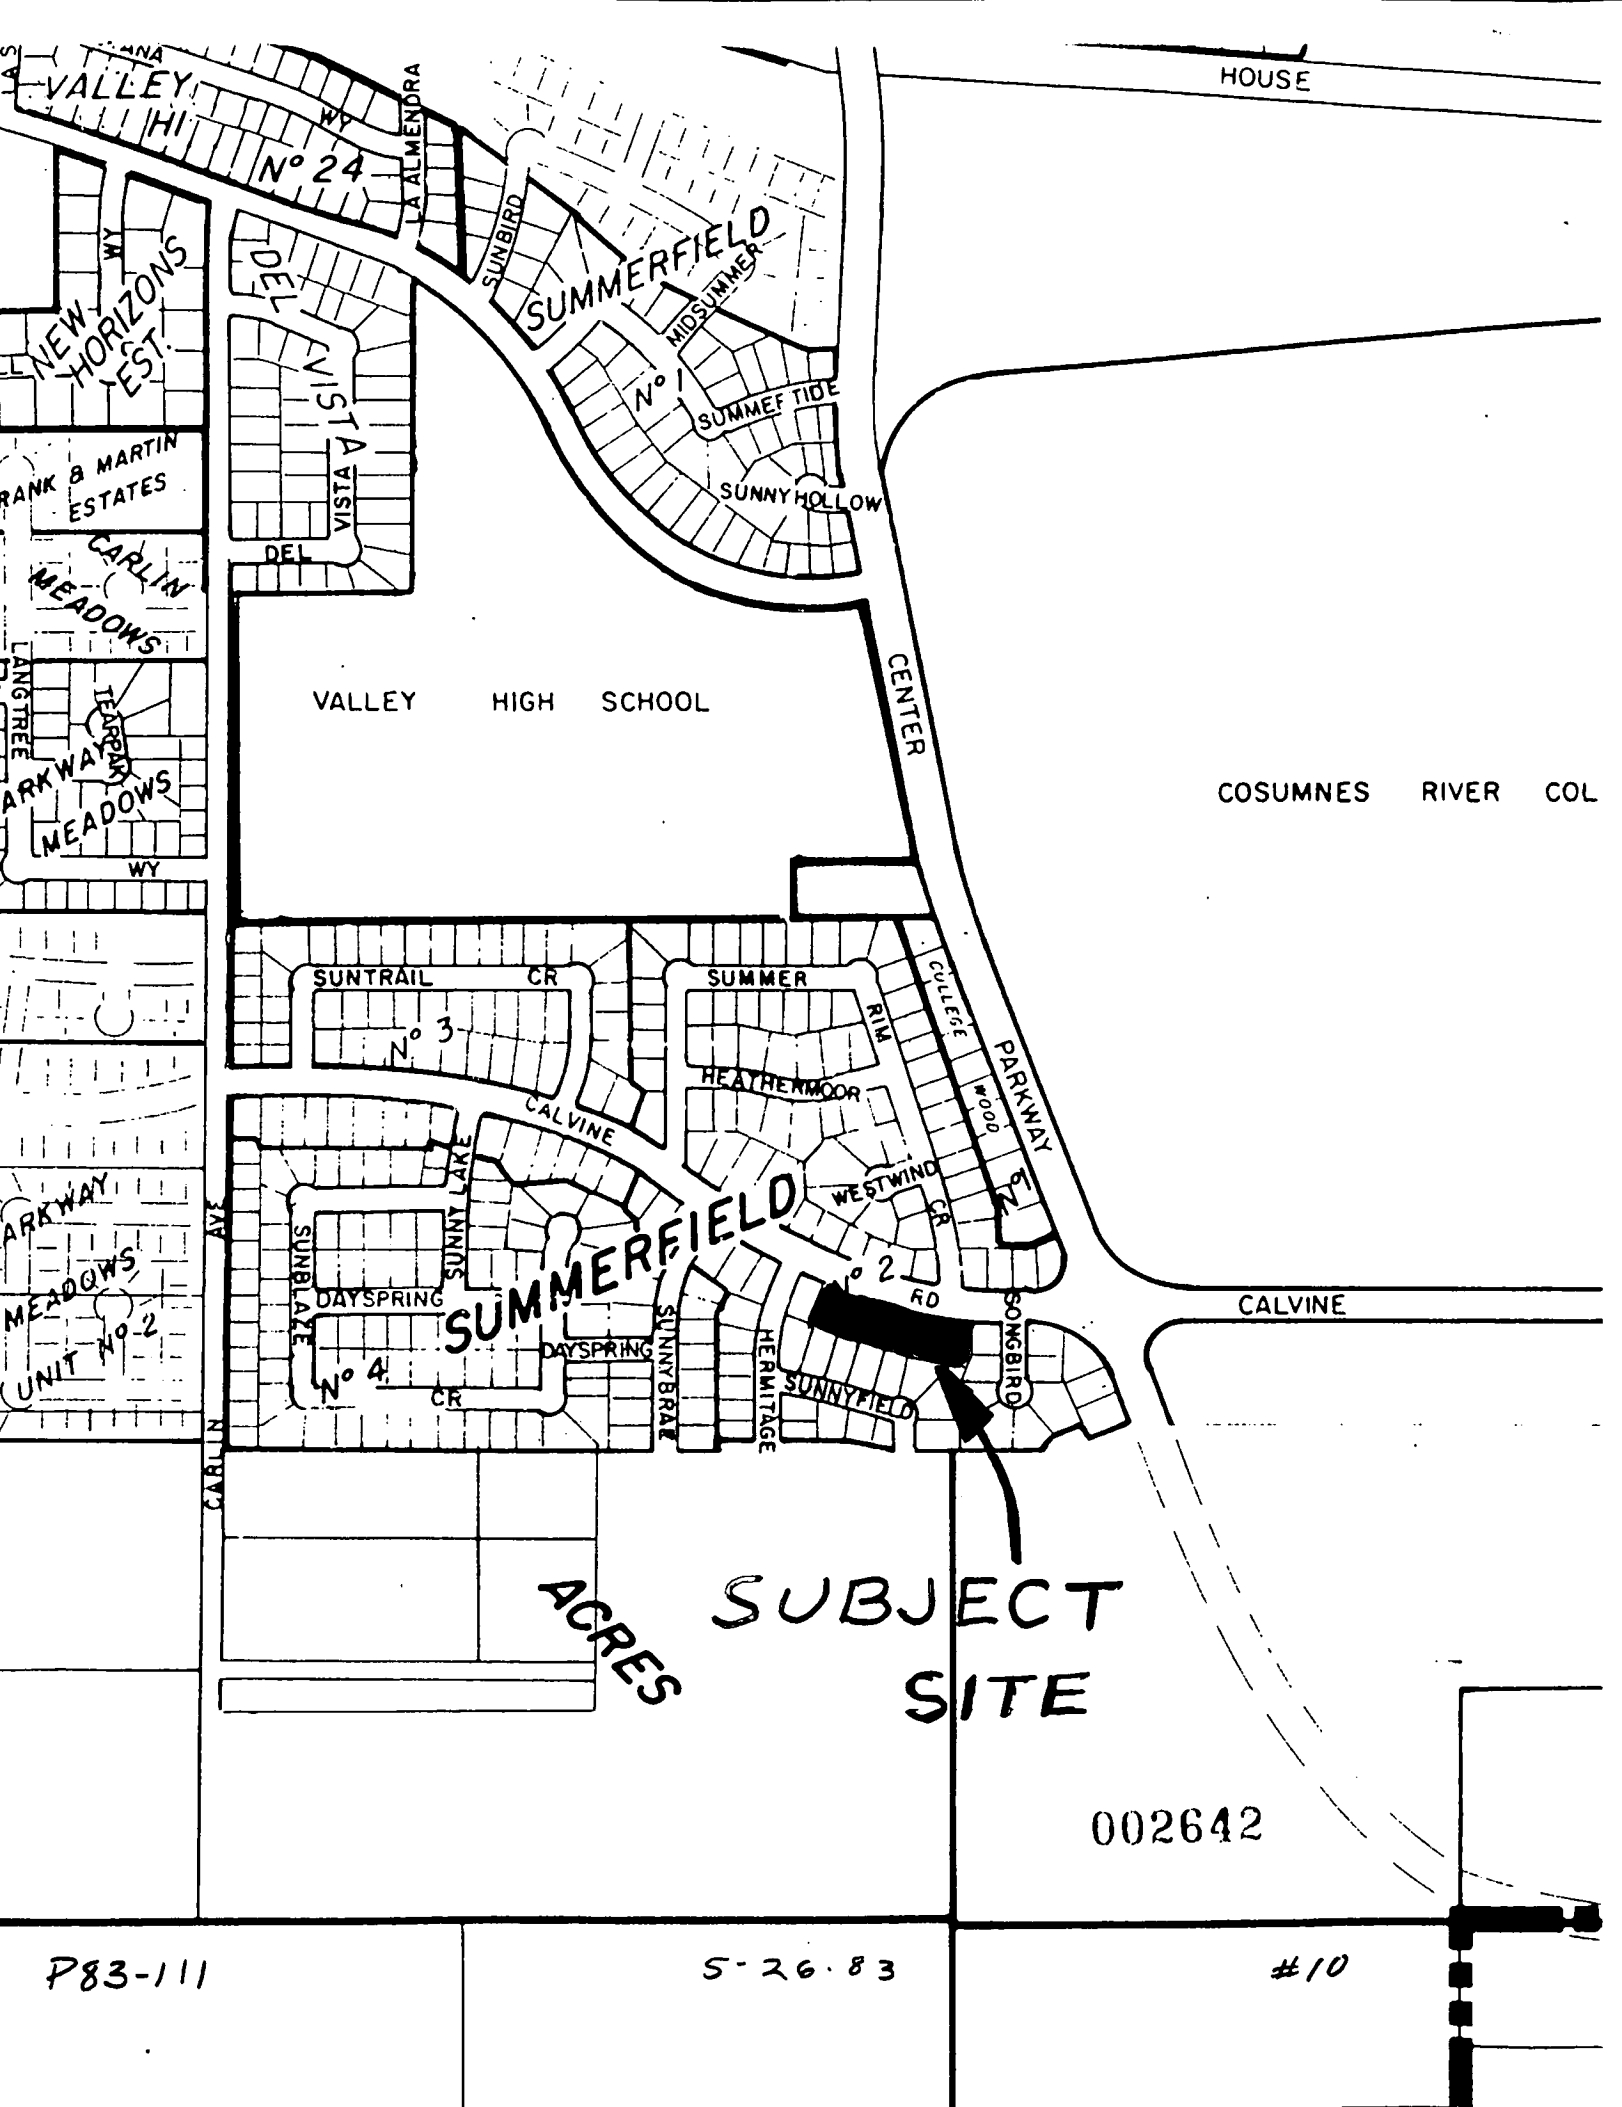 HOUSE
VALLEY
HI
Nº 24
WY
LA ALMENDRA
SUNBIRD
SUMMERFIELD
MIDSUMMER
Nº 1
SUMMER TIDE
SUNNY HOLLOW
WY
NEW
HORIZONS
EST.
DEL
VISTA
VISTA
DEL
RANK & MARTIN
ESTATES
CARLIN
MEADOWS
LANGTREE
TEARPAK
ARKWAY
MEADOWS
WY
VALLEY HIGH SCHOOL
CENTER
COSUMNES RIVER COL
SUNTRAIL CR
Nº 3
SUMMER
RIM
CULLEGE
WOOD
PARKWAY
HEATHERMOOR
CALVINE
WESTWIND
CR
Nº 6
ARKWAY
MEADOWS
UNIT Nº 2
AVE
CARLIN
SUNNY LAKE
SUNBLAZE
DAYSPRING
SUMMERFIELD
Nº 2
RD
CALVINE
SONGBIRD
DAYSPRING
SUNNYBRAE
HERMITAGE
SUNNYFIELD
Nº 4
CR
ACRES
SUBJECT
SITE
002642
P83-111
5-26-83
#10